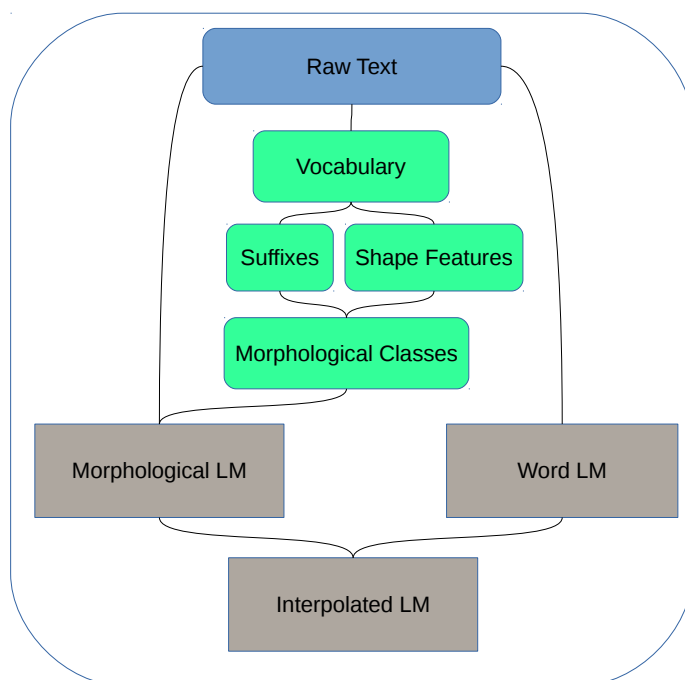 Raw Text
Vocabulary
Suffixes
Shape Features
Morphological Classes
Morphological LM
Word LM
Interpolated LM